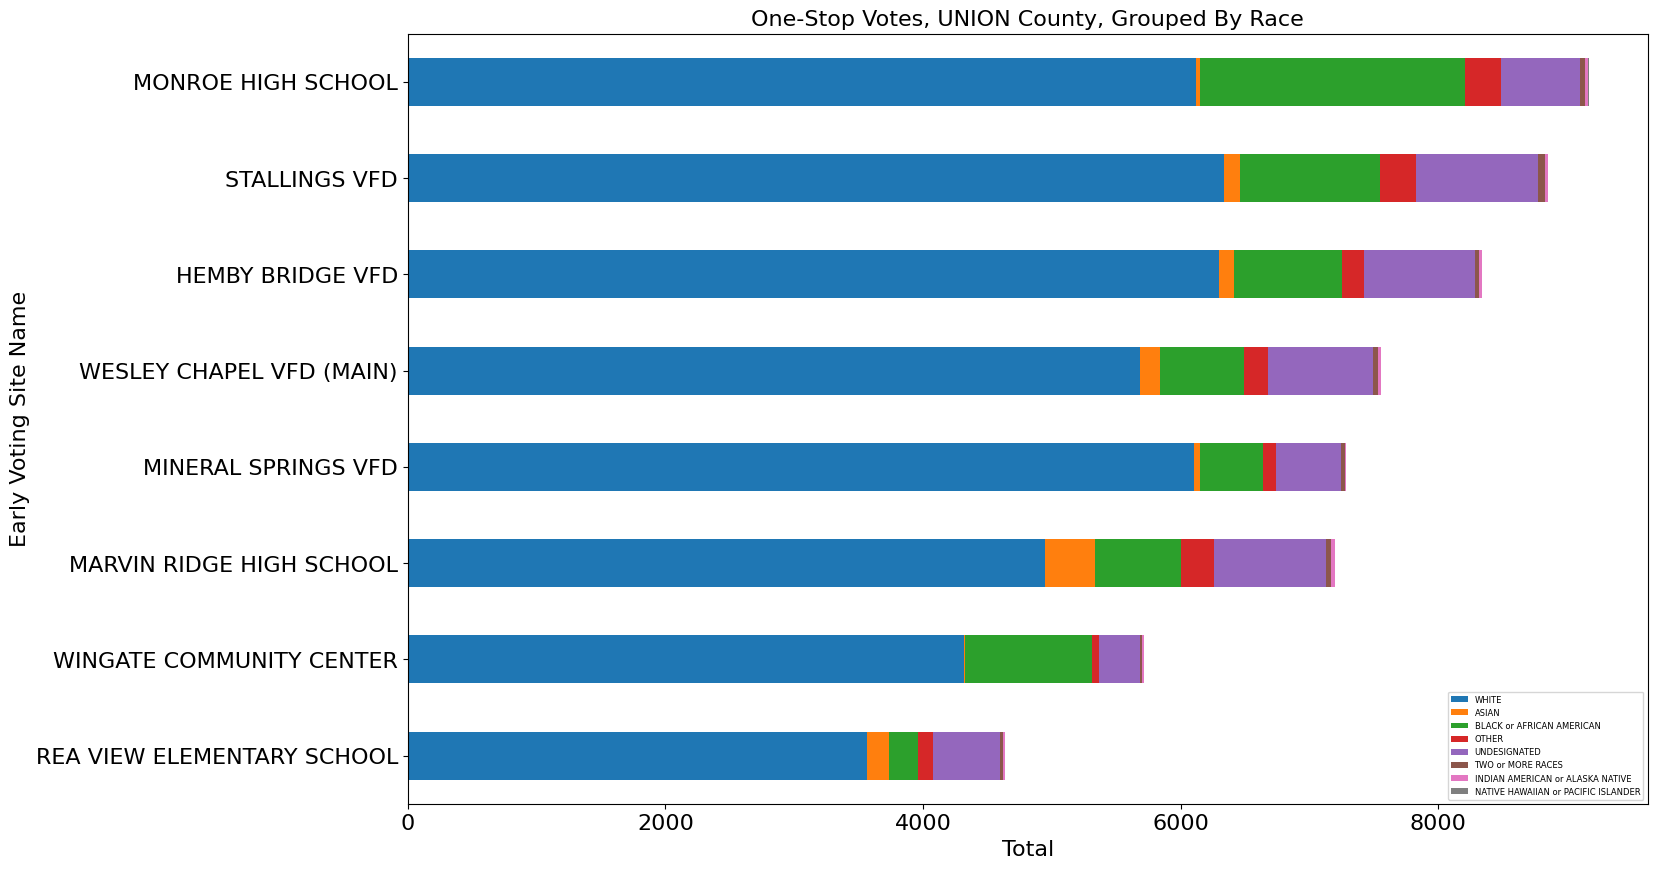 One-Stop Votes, UNION County, Grouped By Race
Early Voting Site Name
MONROE HIGH SCHOOL
STALLINGS VFD
HEMBY BRIDGE VFD
WESLEY CHAPEL VFD (MAIN)
MINERAL SPRINGS VFD
MARVIN RIDGE HIGH SCHOOL
WINGATE COMMUNITY CENTER
REA VIEW ELEMENTARY SCHOOL
WHITE
ASIAN
BLACK or AFRICAN AMERICAN
OTHER
UNDESIGNATED
TWO or MORE RACES
INDIAN AMERICAN or ALASKA NATIVE
NATIVE HAWAIIAN or PACIFIC ISLANDER
0 2000 4000 6000 8000
Total